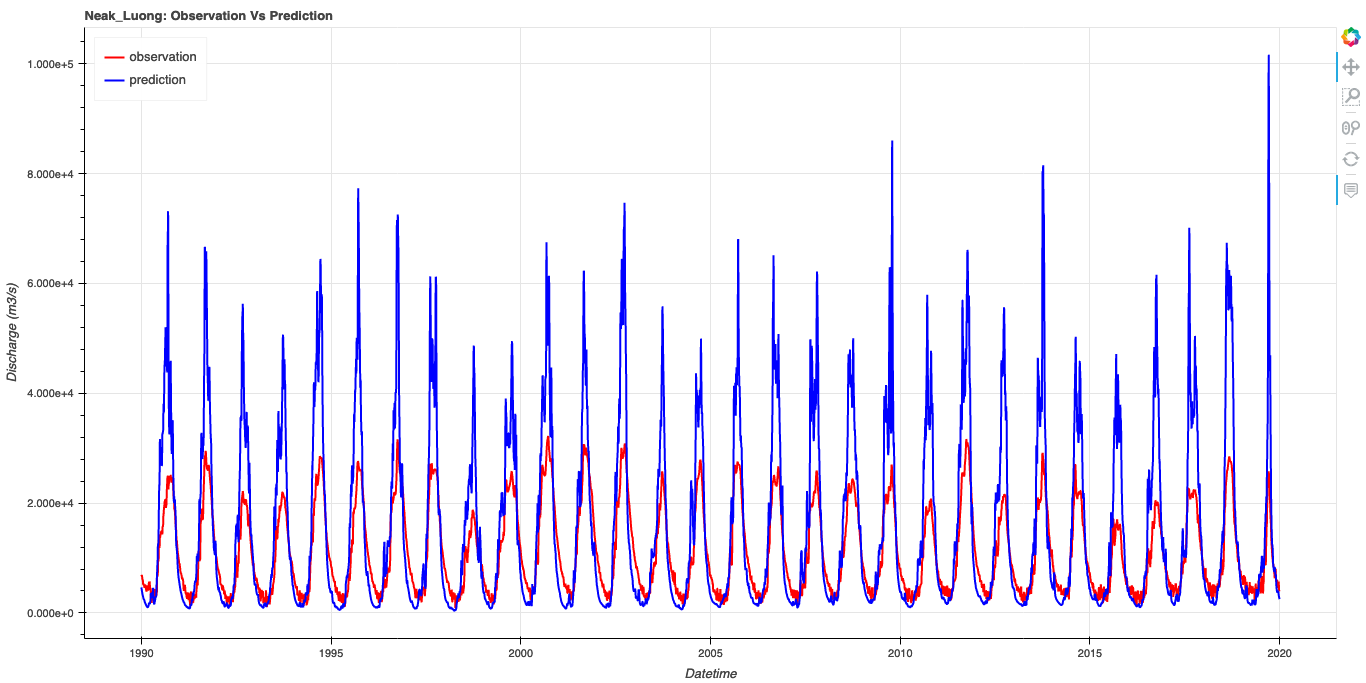 Neak_Luong: Observation Vs Prediction
observation
prediction
Discharge (m3/s)
1.000e+5
8.000e+4
6.000e+4
4.000e+4
2.000e+4
0.000e+0
1990 1995 2000 2005 2010 2015 2020
Datetime